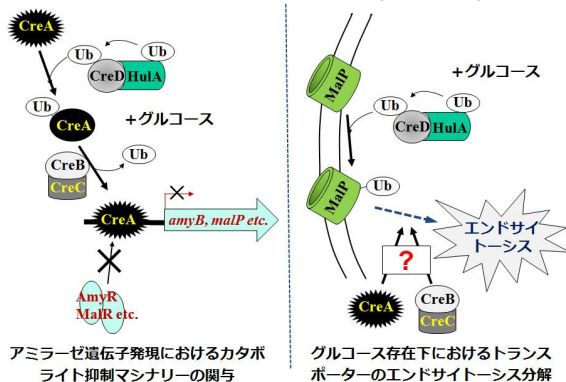 CreA
Ub
Ub
CreD
HulA
Ub
CreA
+グルコース
CreB
CreC
Ub
CreA
amyB, malP etc.
AmyR
MalR etc.
アミラーゼ遺伝子発現におけるカタボ
ライト抑制マシナリーの関与
MalP
+グルコース
Ub
Ub
CreD
HulA
MalP
Ub
エンドサイ
トーシス
?
CreA
CreB
CreC
グルコース存在下におけるトランス
ポーターのエンドサイトーシス分解